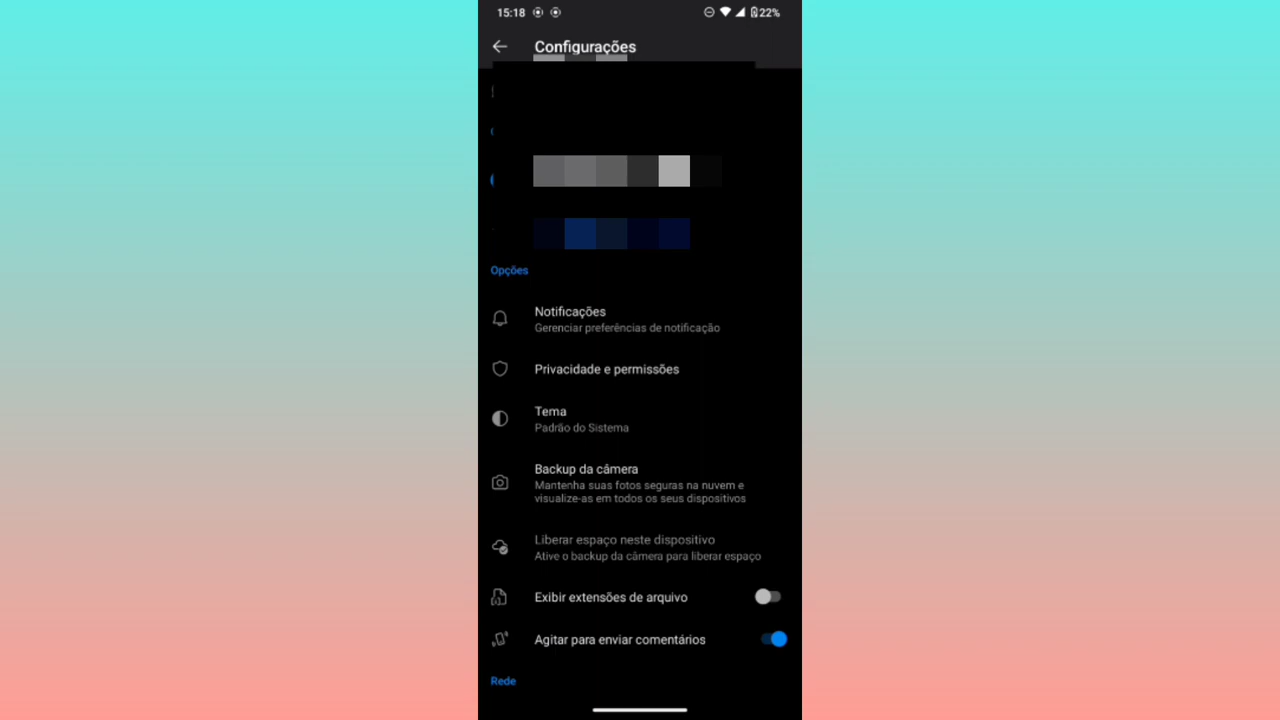 15:18 22%
Configurações
Opções
Notificações
Gerenciar preferências de notificação
Privacidade e permissões
Tema
Padrão do Sistema
Backup da câmera
Mantenha suas fotos seguras na nuvem e
visualize-as em todos os seus dispositivos
Liberar espaço neste dispositivo
Ative o backup da câmera para liberar espaço
Exibir extensões de arquivo
Agitar para enviar comentários
Rede